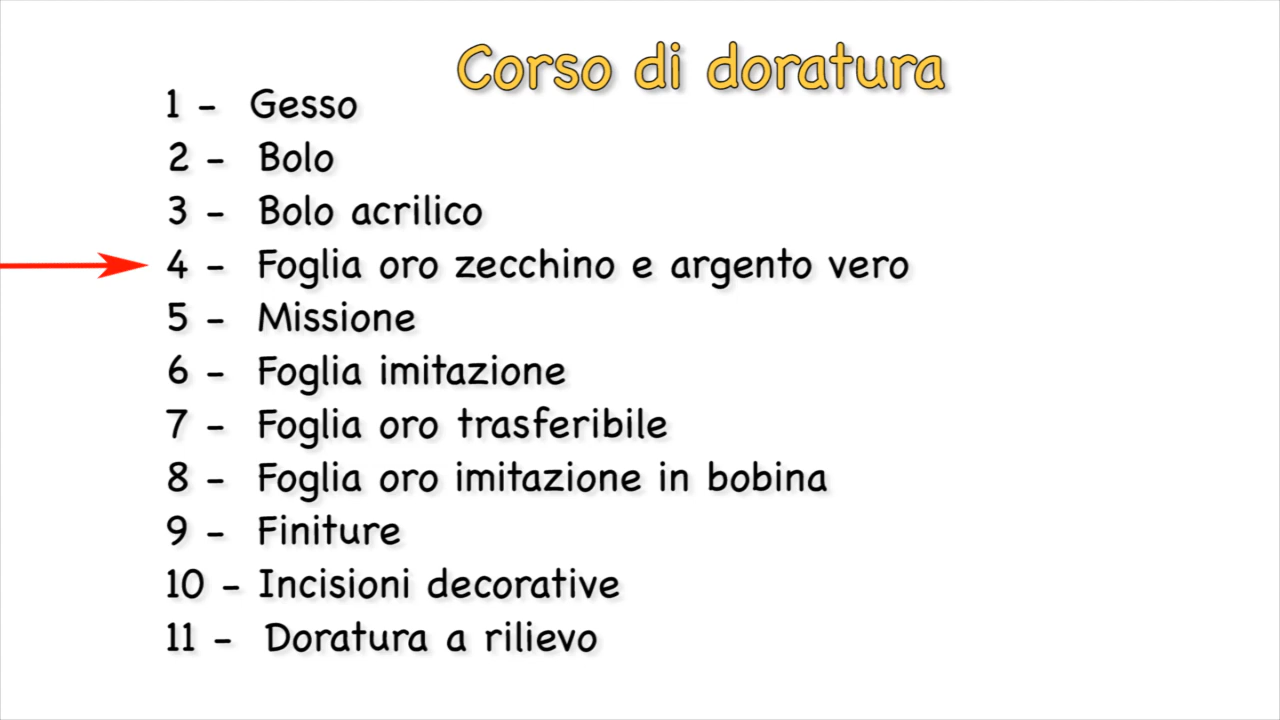 Corso di doratura
1 - Gesso
2 - Bolo
3 - Bolo acrilico
4 - Foglia oro zecchino e argento vero
5 - Missione
6 - Foglia imitazione
7 - Foglia oro trasferibile
8 - Foglia oro imitazione in bobina
9 - Finiture
10 - Incisioni decorative
11 - Doratura a rilievo